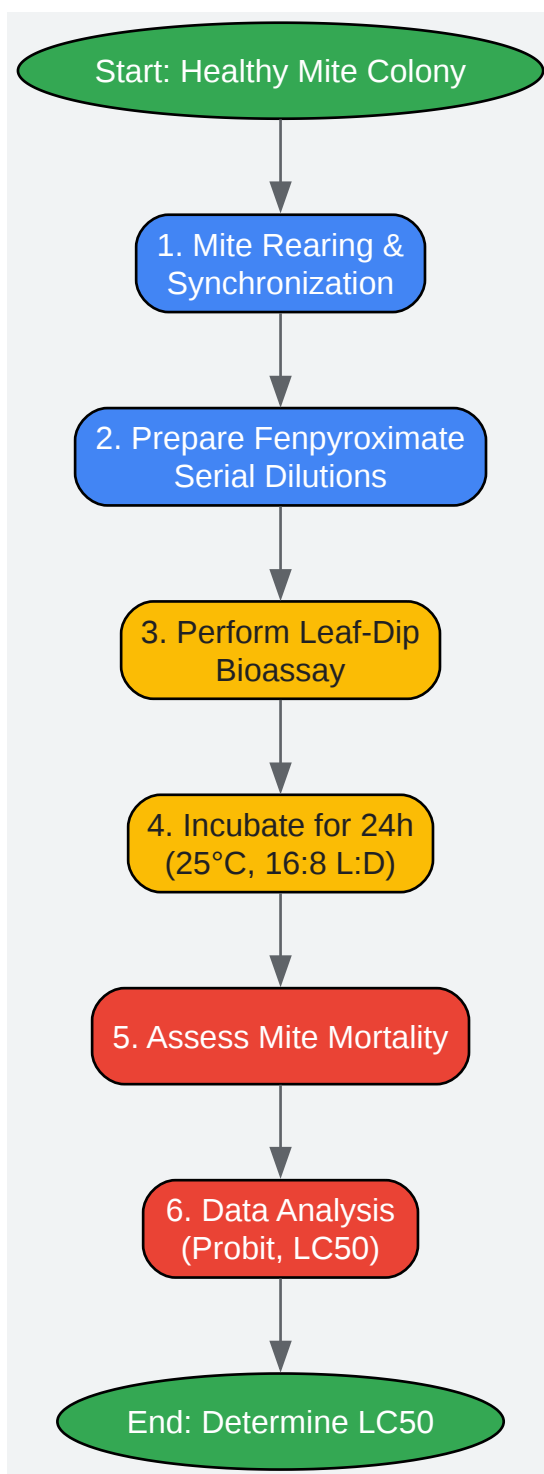 Start: Healthy Mite Colony
1. Mite Rearing &
Synchronization
2. Prepare Fenpyroximate
Serial Dilutions
3. Perform Leaf-Dip
Bioassay
4. Incubate for 24h
(25°C, 16:8 L:D)
5. Assess Mite Mortality
6. Data Analysis
(Probit, LC50)
End: Determine LC50